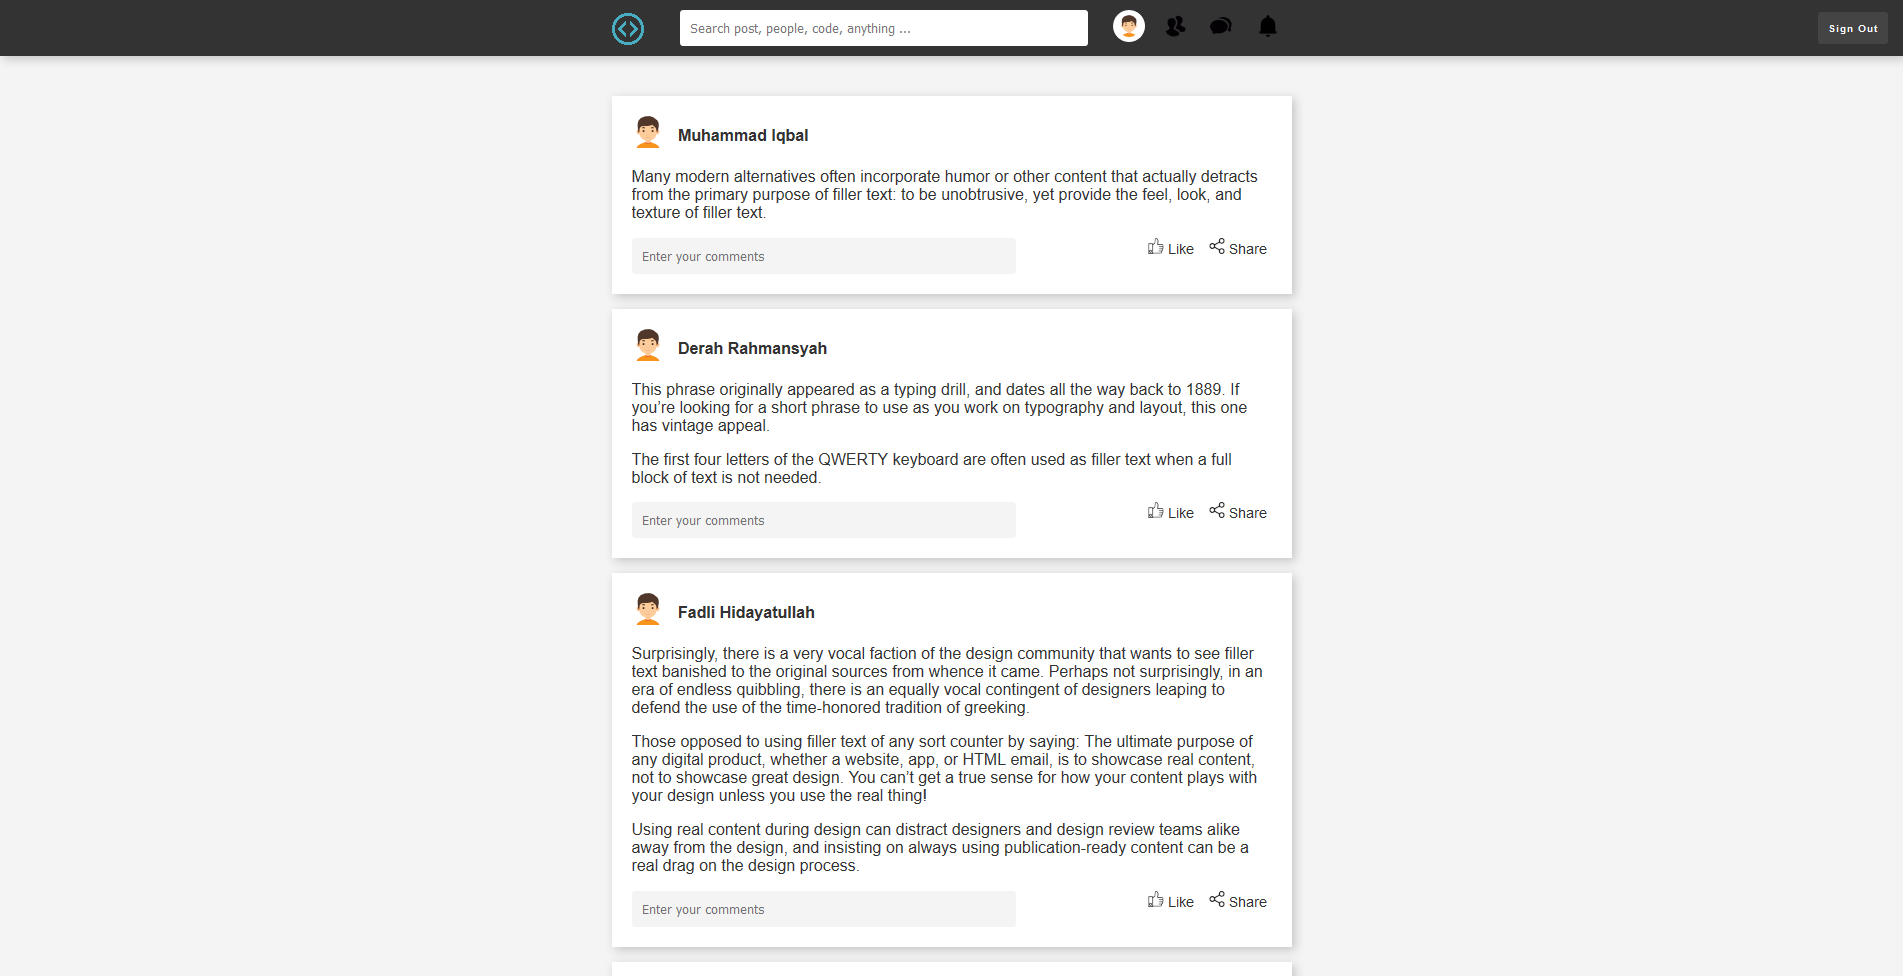 Search post, people, code, anything ...
Sign Out
Muhammad Iqbal
Many modern alternatives often incorporate humor or other content that actually detracts
from the primary purpose of filler text: to be unobtrusive, yet provide the feel, look, and
texture of filler text.
Enter your comments
Like Share
Derah Rahmansyah
This phrase originally appeared as a typing drill, and dates all the way back to 1889. If
you’re looking for a short phrase to use as you work on typography and layout, this one
has vintage appeal.
The first four letters of the QWERTY keyboard are often used as filler text when a full
block of text is not needed.
Enter your comments
Like Share
Fadli Hidayatullah
Surprisingly, there is a very vocal faction of the design community that wants to see filler
text banished to the original sources from whence it came. Perhaps not surprisingly, in an
era of endless quibbling, there is an equally vocal contingent of designers leaping to
defend the use of the time-honored tradition of greeking.
Those opposed to using filler text of any sort counter by saying: The ultimate purpose of
any digital product, whether a website, app, or HTML email, is to showcase real content,
not to showcase great design. You can’t get a true sense for how your content plays with
your design unless you use the real thing!
Using real content during design can distract designers and design review teams alike
away from the design, and insisting on always using publication-ready content can be a
real drag on the design process.
Enter your comments
Like Share